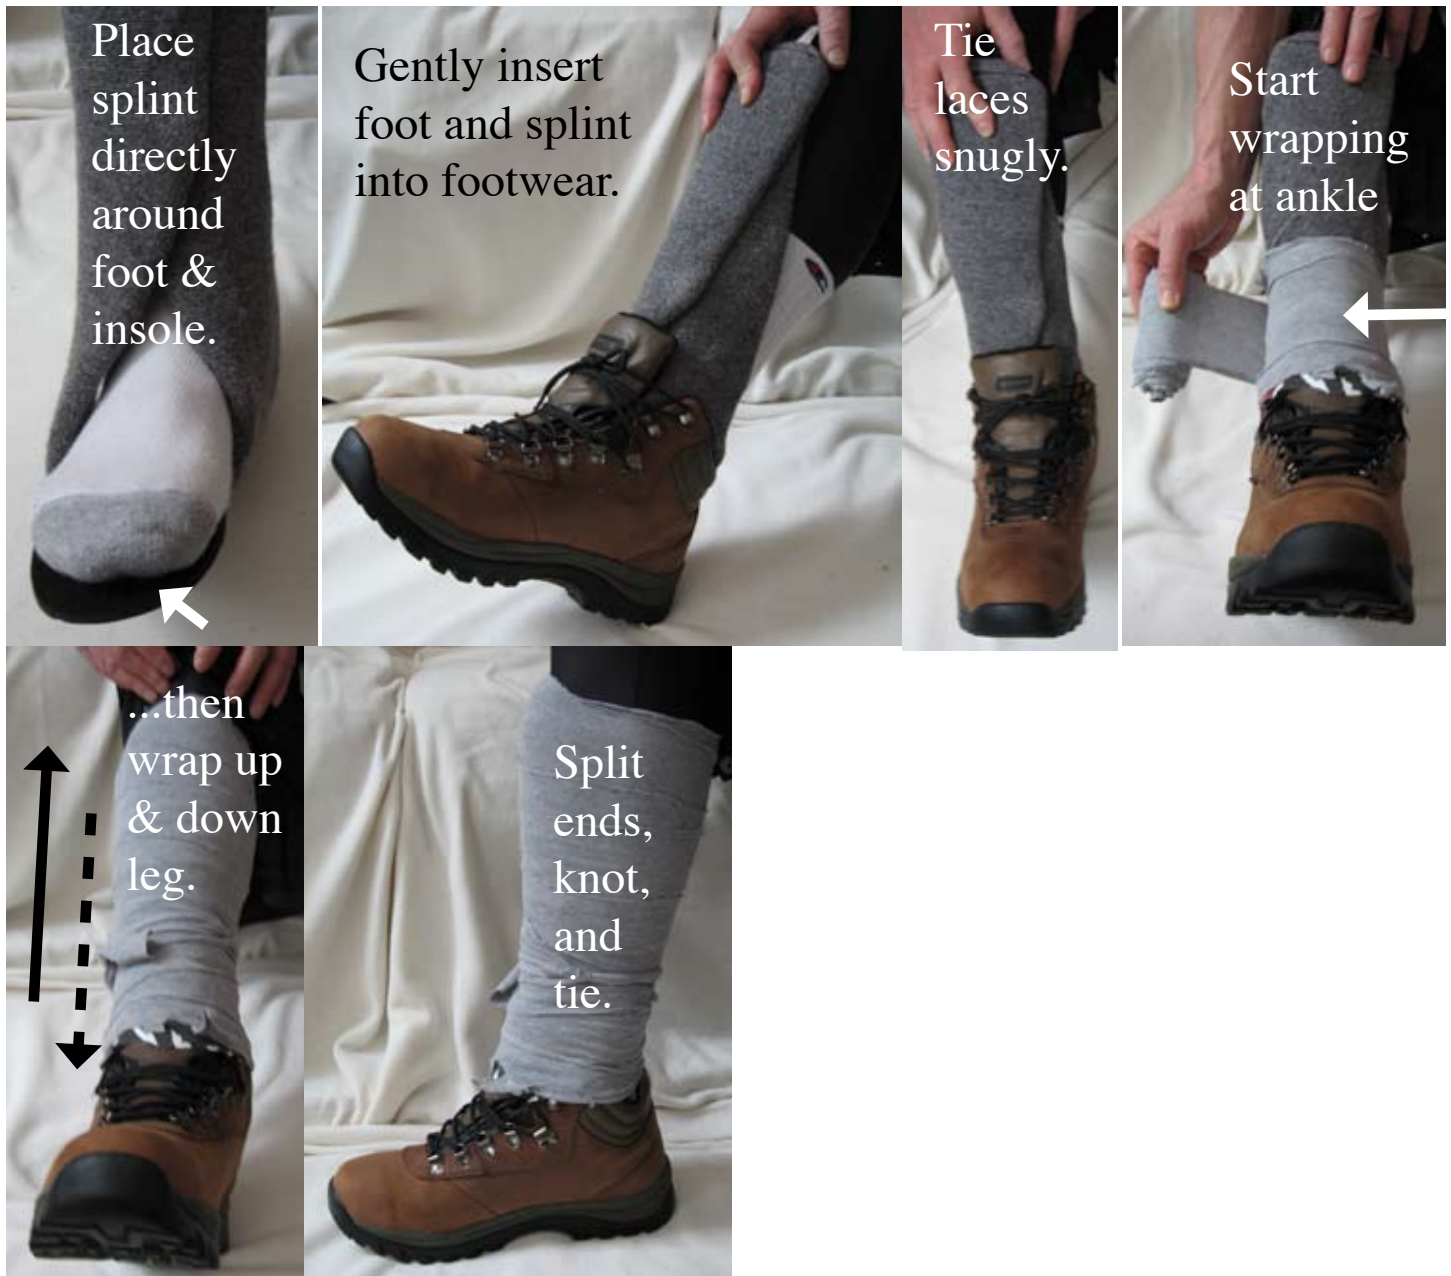 Place
splint
directly
around
foot &
insole.
Gently insert
foot and splint
into footwear.
Tie
laces
snugly.
Start
wrapping
at ankle
...then
wrap up
& down
leg.
Split
ends,
knot,
and
tie.